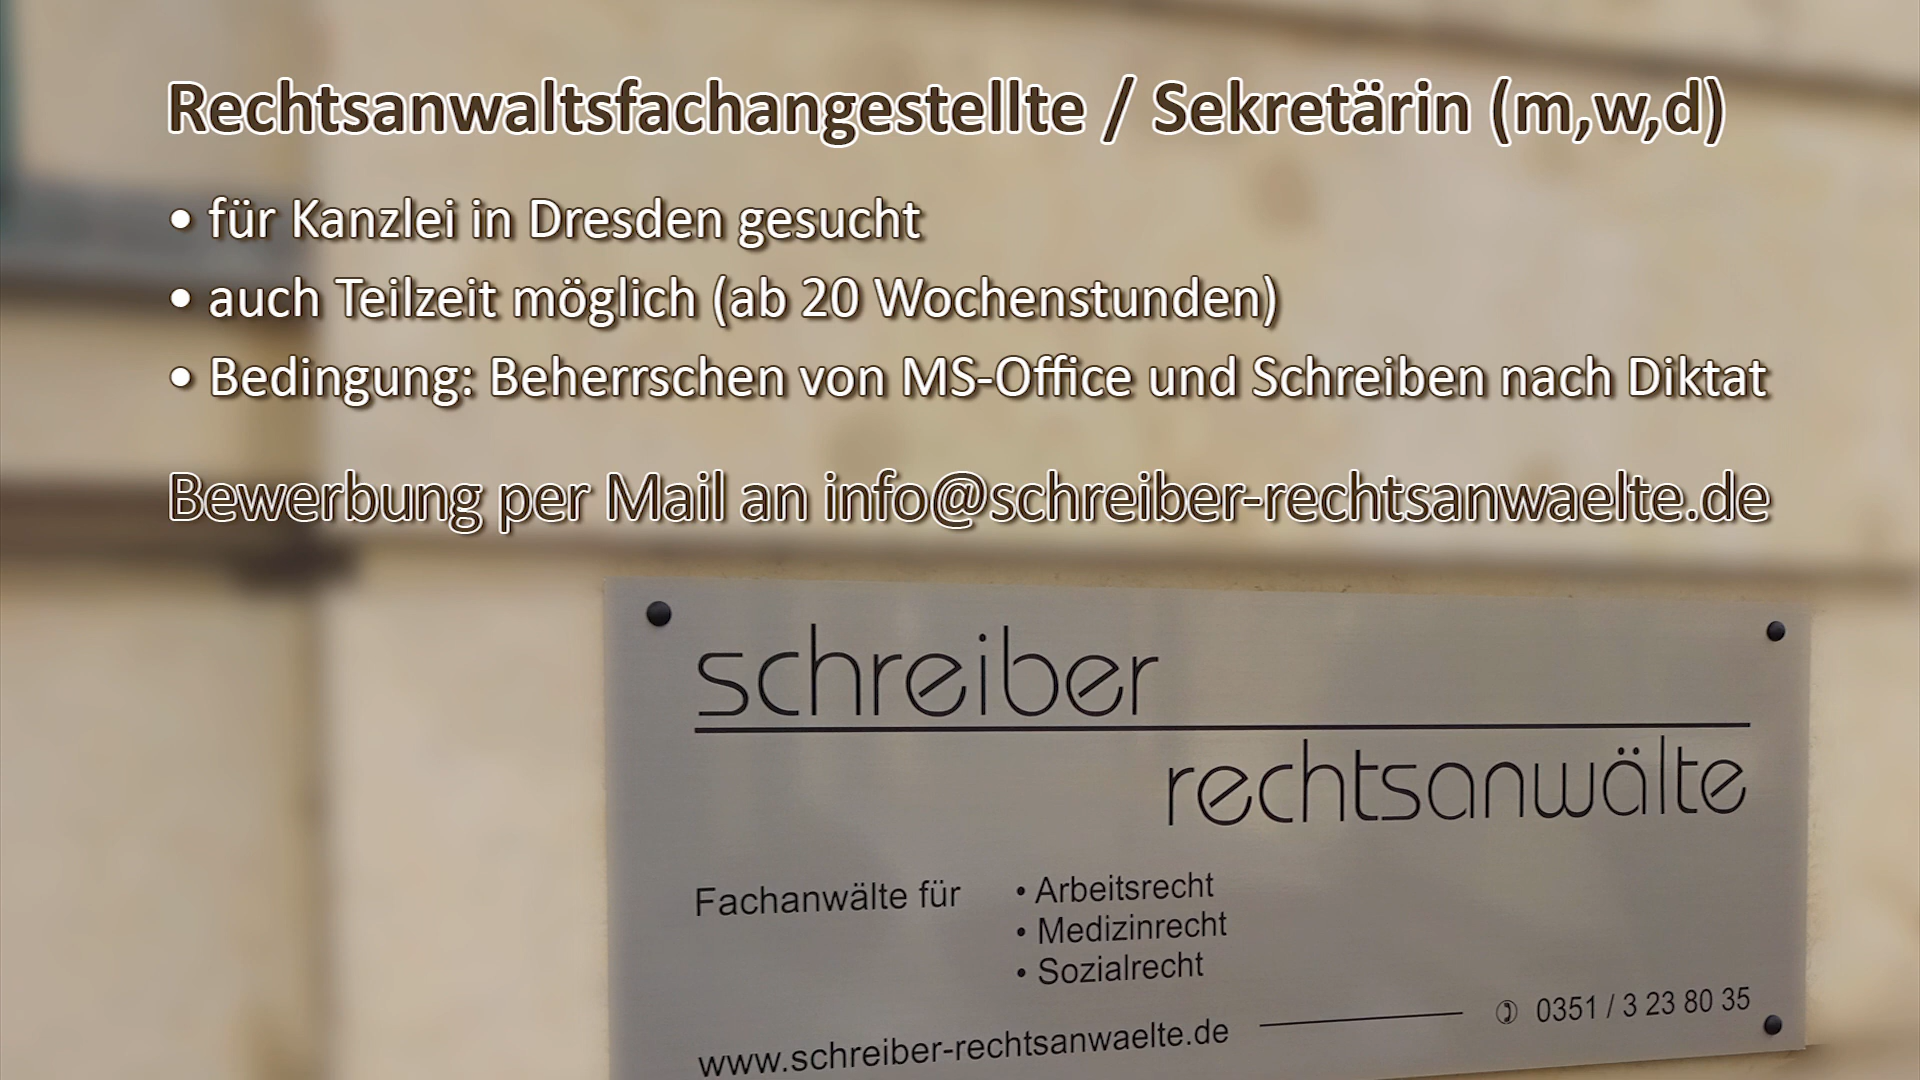 Rechtsanwaltsfachangestellte / Sekretärin (m,w,d)
• für Kanzlei in Dresden gesucht
• auch Teilzeit möglich (ab 20 Wochenstunden)
• Bedingung: Beherrschen von MS-Office und Schreiben nach Diktat
Bewerbung per Mail an info@schreiber-rechtsanwaelte.de
schreiber
rechtsanwälte
Fachanwälte für • Arbeitsrecht
• Medizinrecht
• Sozialrecht
www.schreiber-rechtsanwaelte.de ✆ 0351 / 3 23 80 35